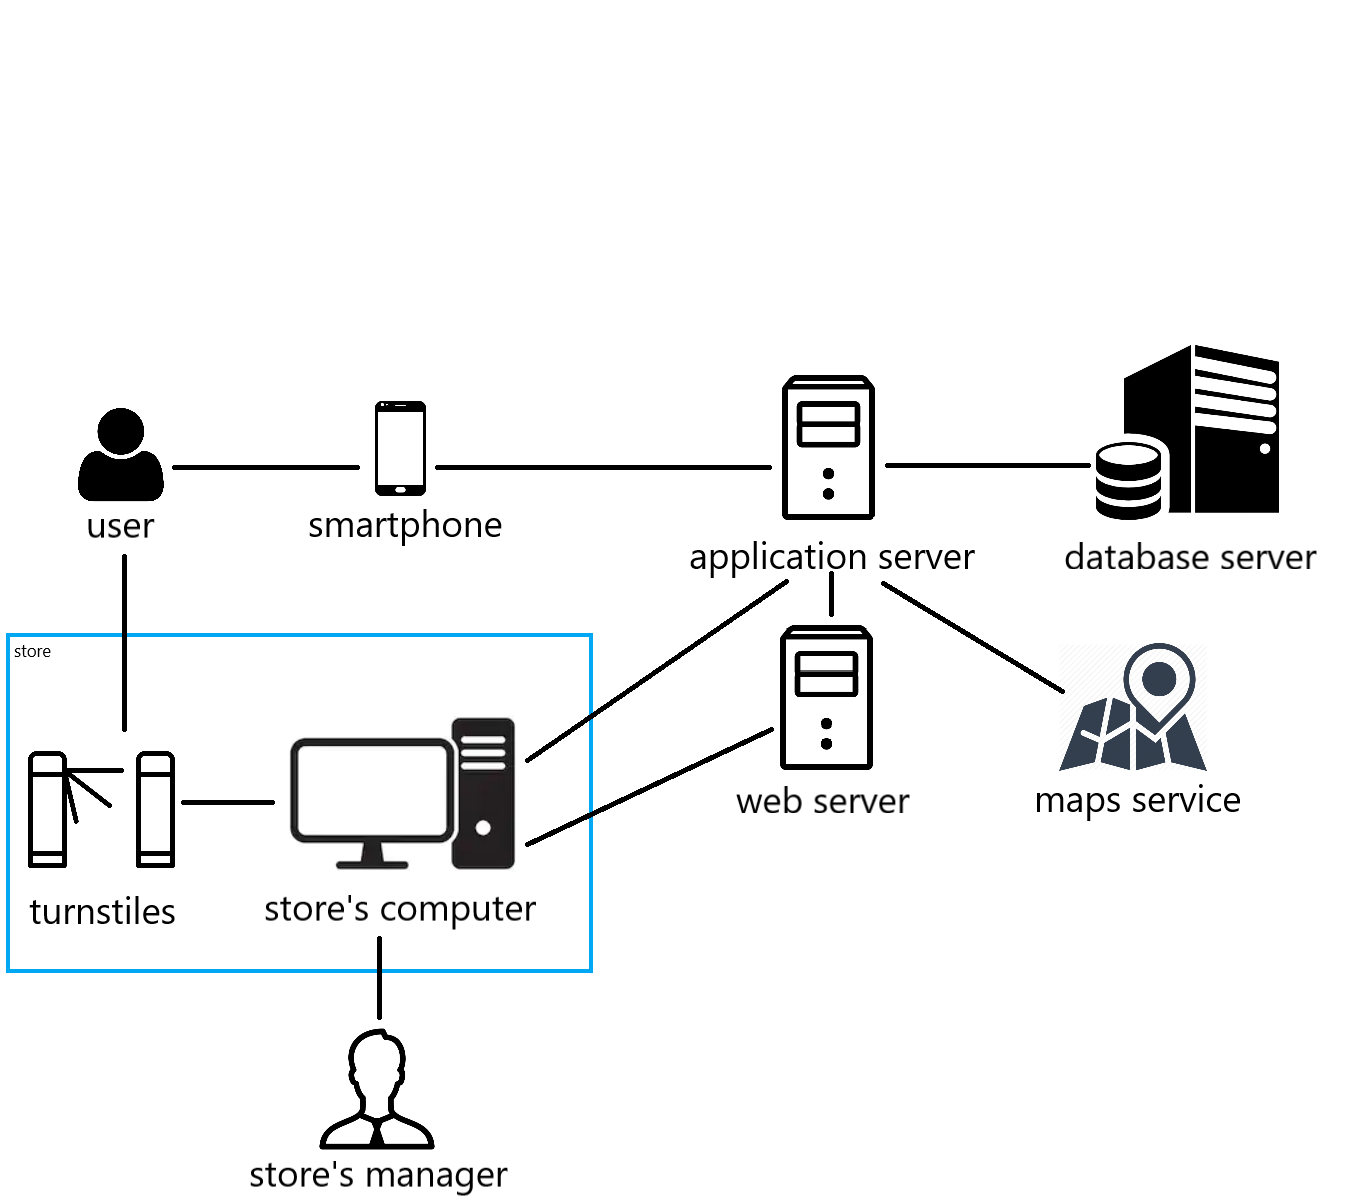 user
smartphone
application server
database server
store
web server
maps service
turnstiles
store's computer
store's manager